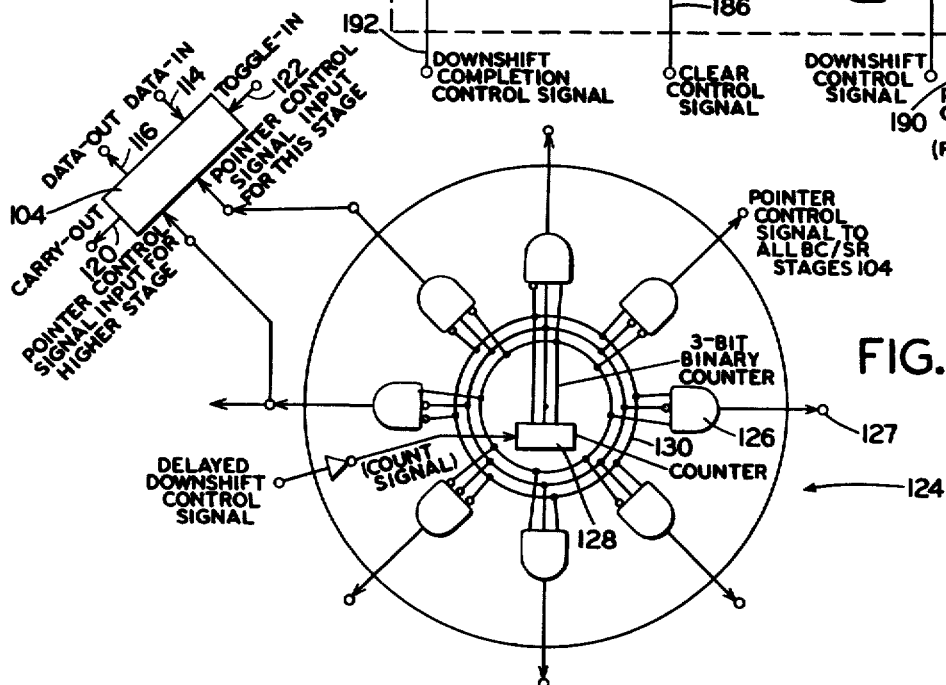 186
192
DOWNSHIFT
COMPLETION
CONTROL SIGNAL
CLEAR
CONTROL
SIGNAL
DOWNSHIFT
CONTROL
SIGNAL
190
DATA-OUT
DATA-IN
TOGGLE-IN
114
116
122
104
120
CARRY-OUT
POINTER CONTROL
SIGNAL INPUT
FOR THIS STAGE
POINTER CONTROL
SIGNAL INPUT FOR
HIGHER STAGE
POINTER
CONTROL
SIGNAL TO
ALL BC/SR
STAGES 104
FIG.
3-BIT
BINARY
COUNTER
126
127
130
COUNTER
124
128
(COUNT
SIGNAL)
DELAYED
DOWNSHIFT
CONTROL
SIGNAL